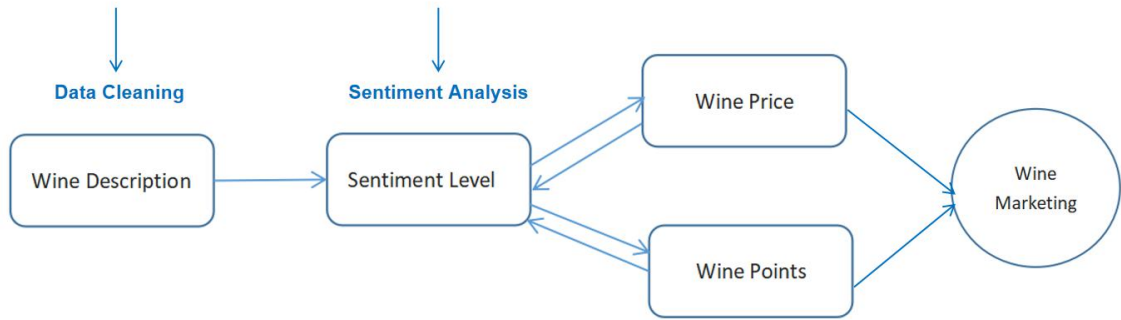 Data Cleaning
Sentiment Analysis
Wine Description
Sentiment Level
Wine Price
Wine Points
Wine
Marketing